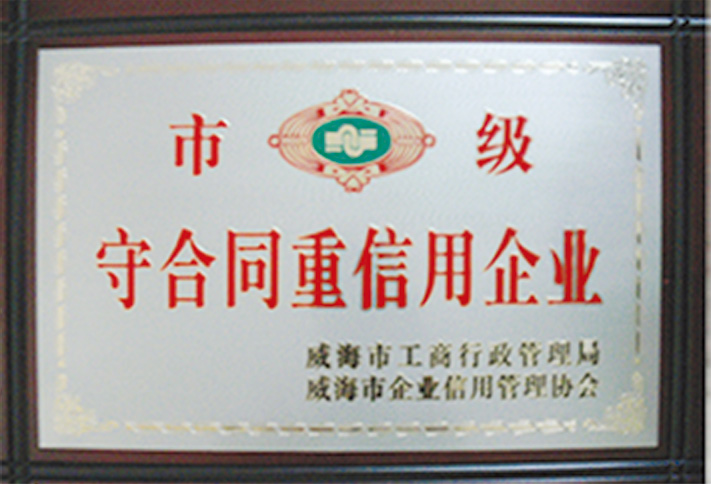 市 级
守合同重信用企业
威海市工商行政管理局
威海市企业信用管理协会